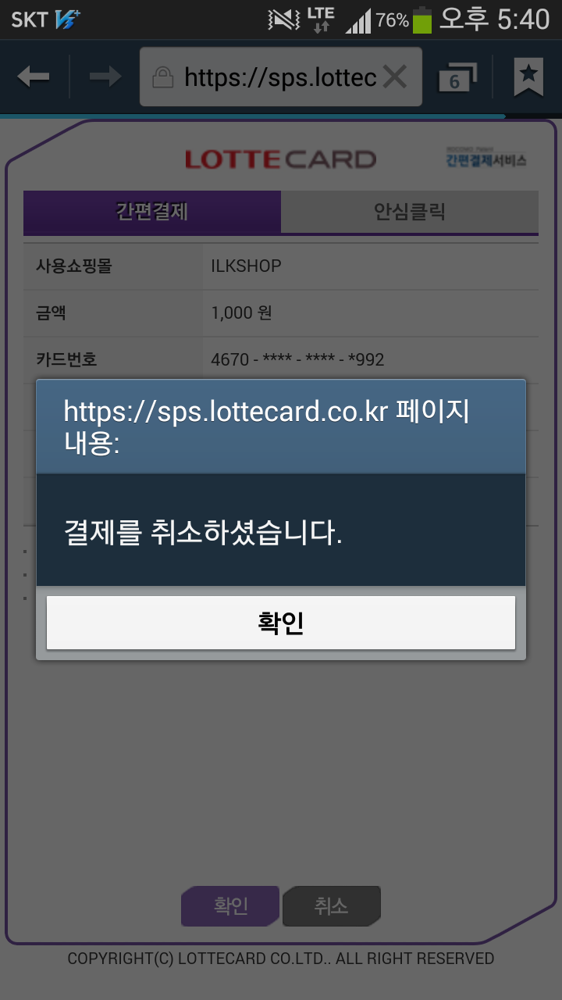 SKT
LTE
76%
오후 5:40
https://sps.lottec
6
LOTTE CARD
간편결제서비스
간편결제
안심클릭
사용쇼핑몰
ILKSHOP
금액
1,000 원
카드번호
4670 - **** - **** - *992
https://sps.lottecard.co.kr 페이지
내용:
결제를 취소하셨습니다.
확인
확인
취소
COPYRIGHT(C) LOTTECARD CO.LTD.. ALL RIGHT RESERVED